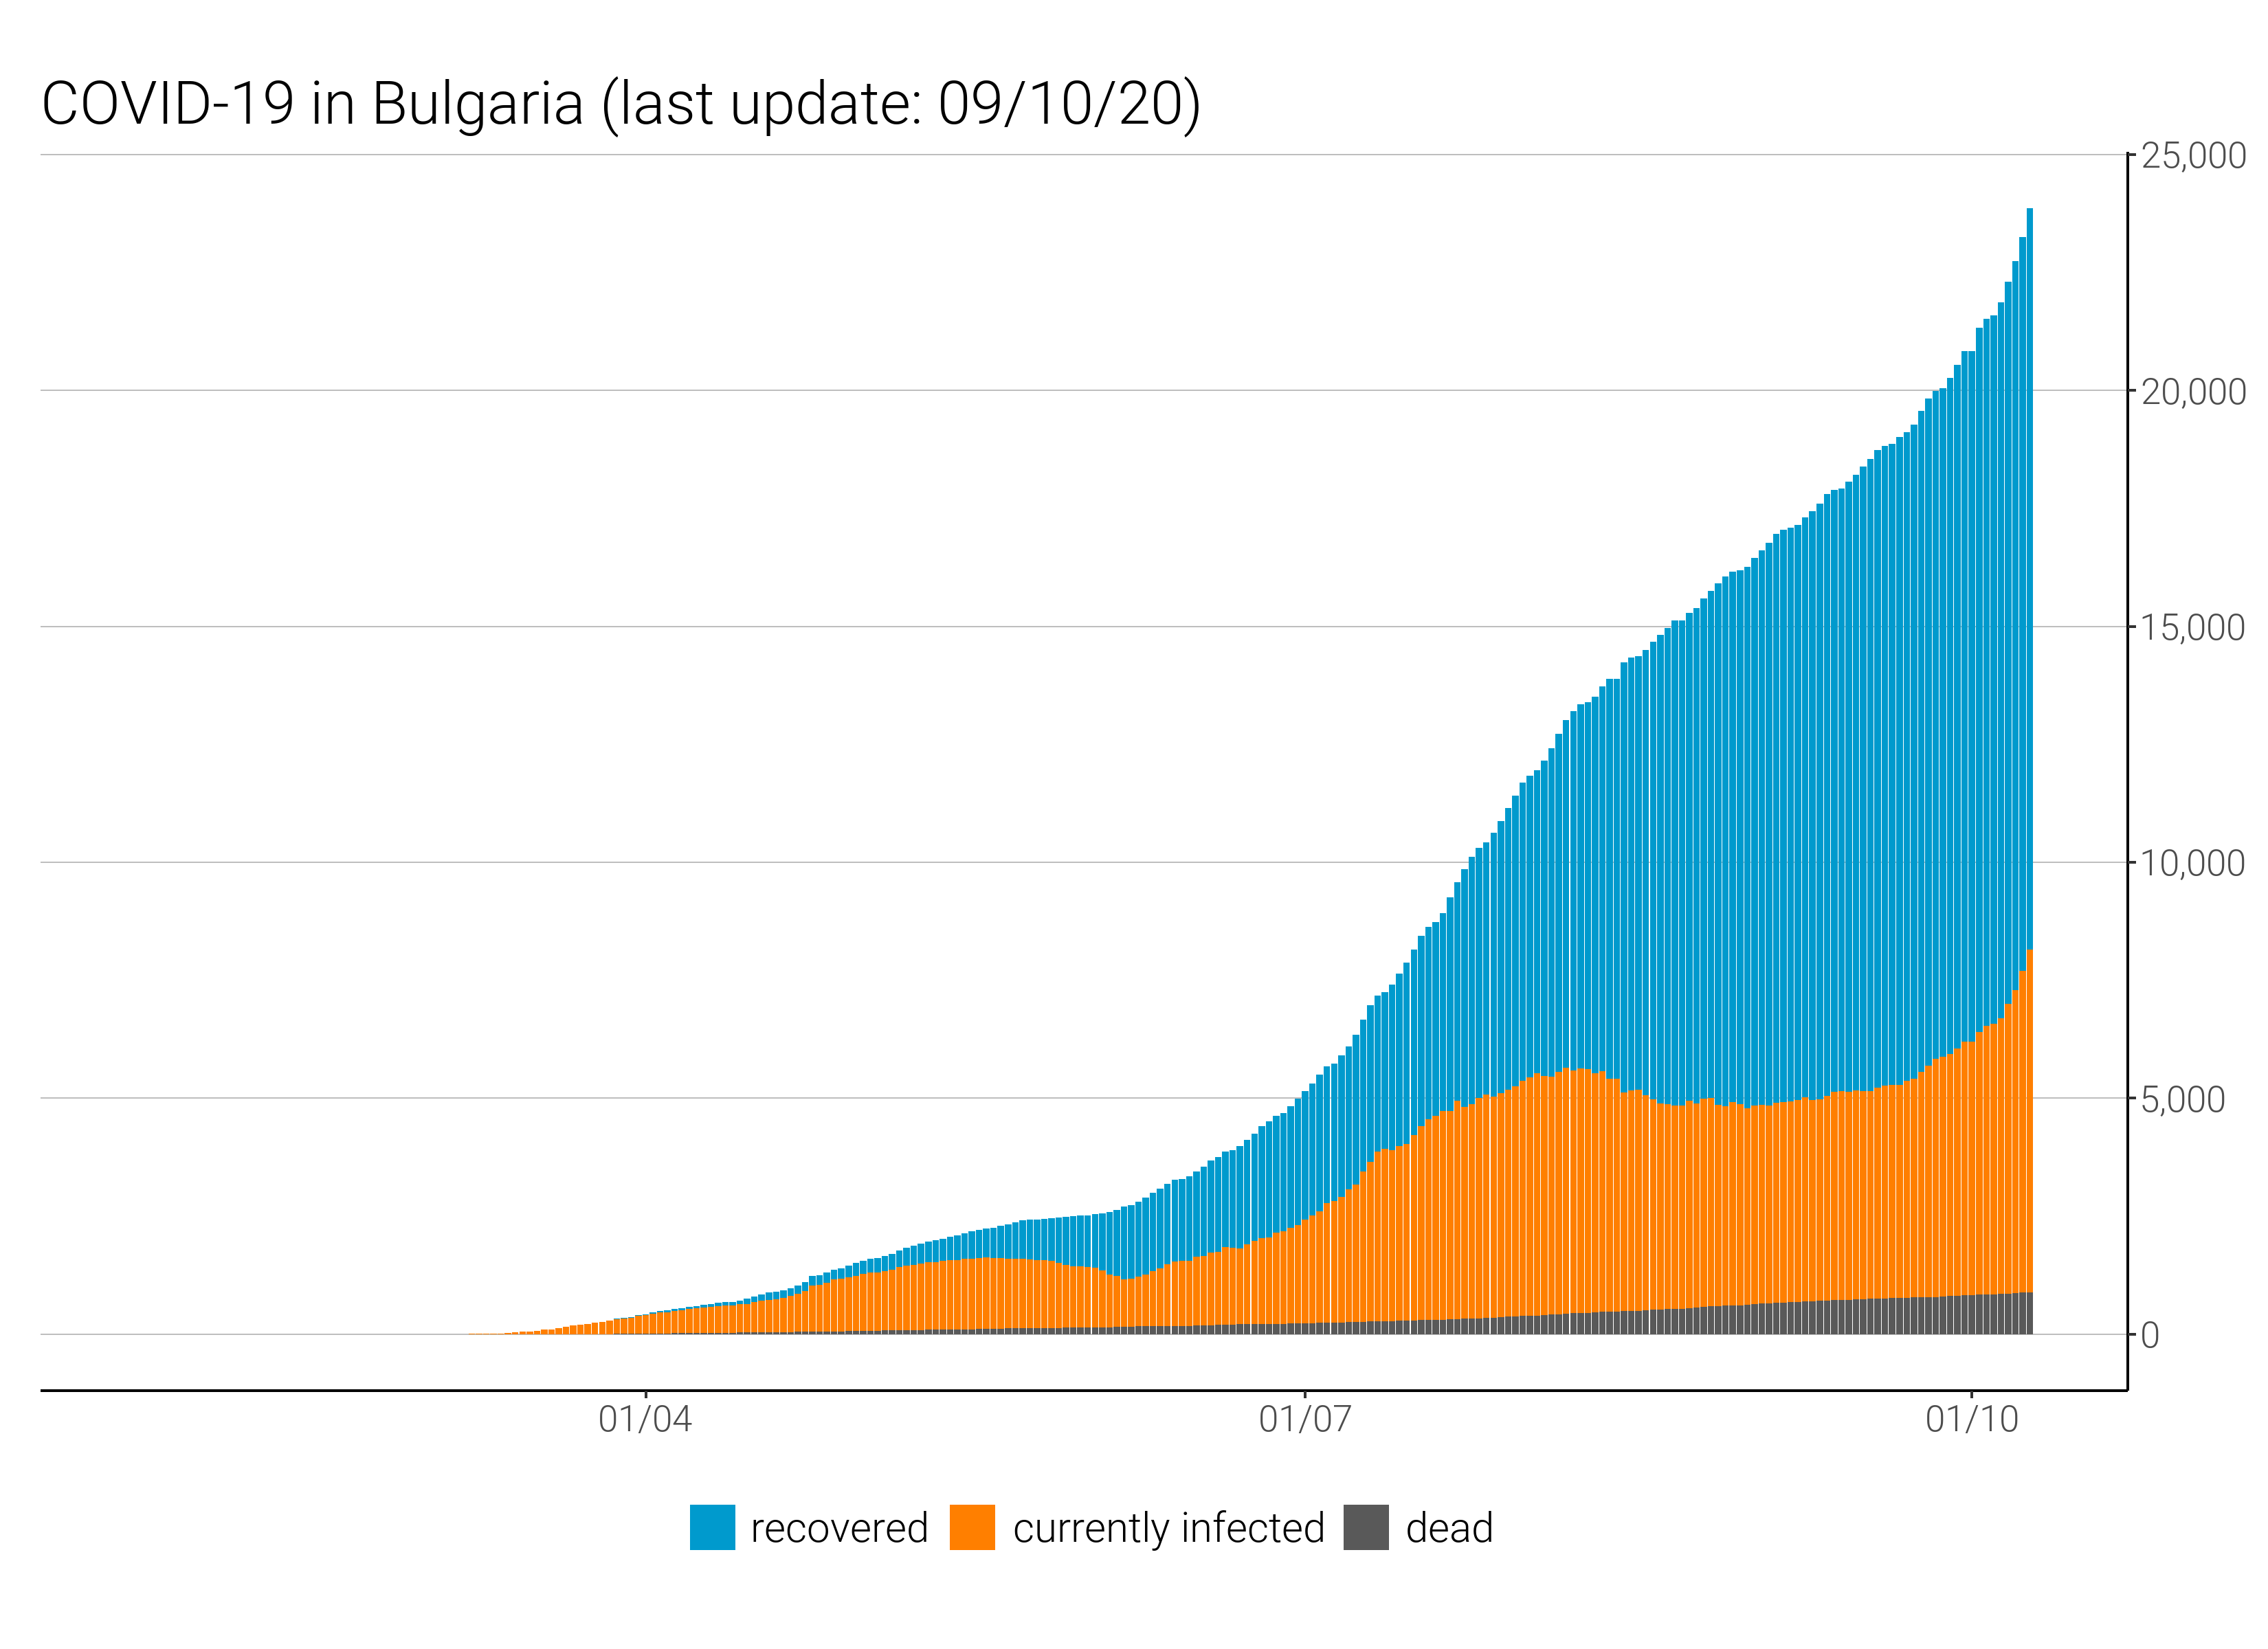 COVID-19 in Bulgaria (last update: 09/10/20)
25,000
20,000
15,000
10,000
5,000
0
01/04 01/07 01/10
recovered currently infected dead